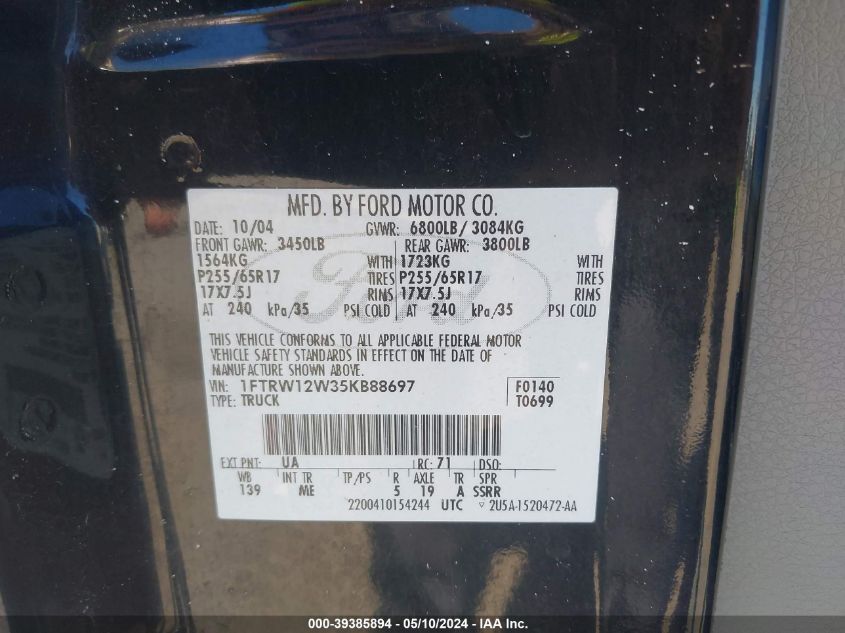 MFD. BY FORD MOTOR CO.
DATE: 10/04 GVWR: 6800LB/3084KG
FRONT GAWR: 3450LB REAR GAWR: 3800LB
1564KG WITH 1723KG WITH
P255/65R17 TIRES P255/65R17 TIRES
17X7.5J RIMS 17X7.5J RIMS
AT 240 kPa/35 PSI COLD AT 240 kPa/35 PSI COLD
Ford
THIS VEHICLE CONFORMS TO ALL APPLICABLE FEDERAL MOTOR
VEHICLE SAFETY STANDARDS IN EFFECT ON THE DATE OF
MANUFACTURE SHOWN ABOVE.
VIN: 1FTRW12W35KB88697 F0140
TYPE: TRUCK T0699
EXT PNT: UA RC: 71 DSO:
WB INT TR TP/PS R AXLE TR SPR
139 ME 5 19 A SSRR
2200410154244 UTC ▽ 2U5A-1520472-AA
000-39385894 - 05/10/2024 - IAA Inc.